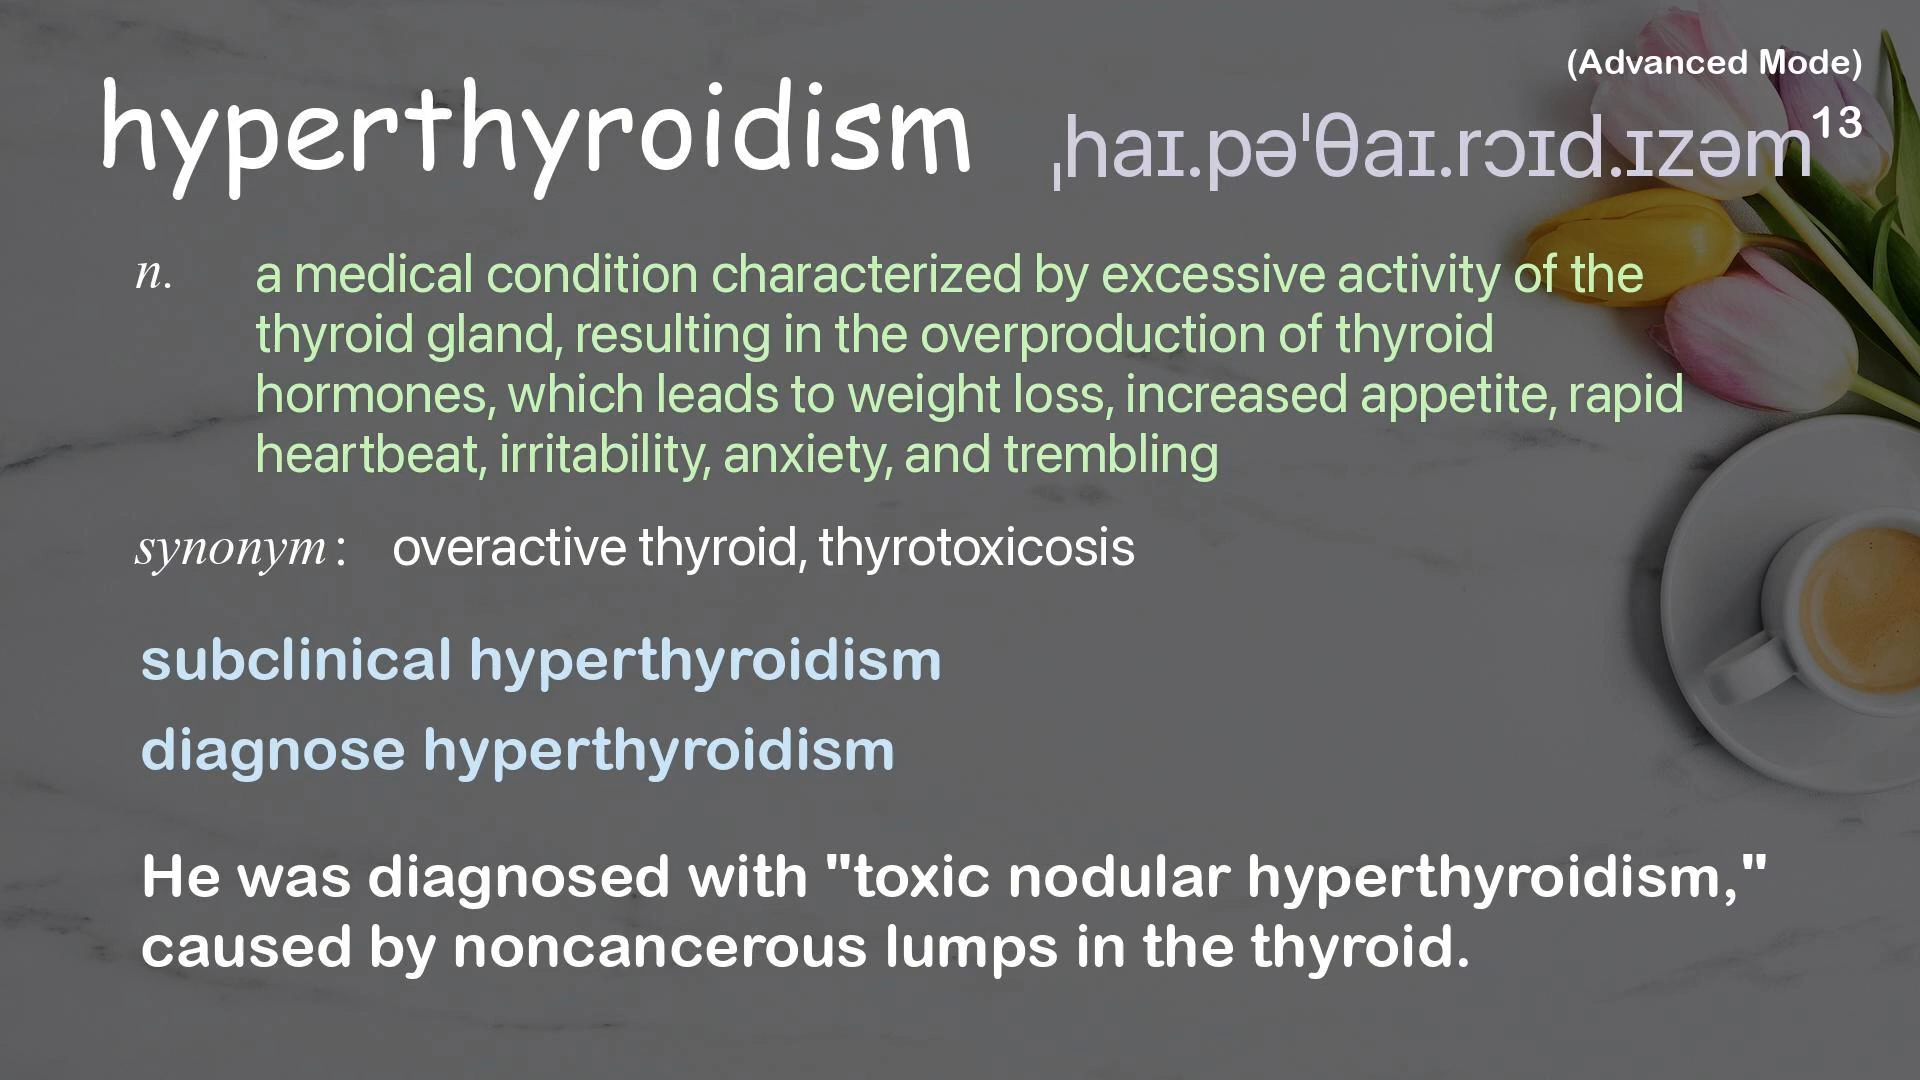 (Advanced Mode)
hyperthyroidism ˌhaɪ.pəˈθaɪ.rɔɪd.ɪzəm 13
n. a medical condition characterized by excessive activity of the
thyroid gland, resulting in the overproduction of thyroid
hormones, which leads to weight loss, increased appetite, rapid
heartbeat, irritability, anxiety, and trembling
synonym: overactive thyroid, thyrotoxicosis
subclinical hyperthyroidism
diagnose hyperthyroidism
He was diagnosed with "toxic nodular hyperthyroidism,"
caused by noncancerous lumps in the thyroid.